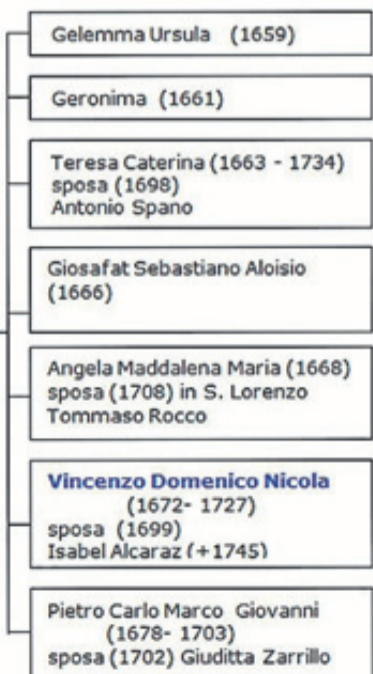 Gelemma Ursula (1659)
Geronima (1661)
Teresa Caterina (1663 - 1734)
sposa (1698)
Antonio Spano
Giosafat Sebastiano Aloisio
(1666)
Angela Maddalena Maria (1668)
sposa (1708) in S. Lorenzo
Tommaso Rocco
Vincenzo Domenico Nicola
(1672- 1727)
sposa (1699)
Isabel Alcaraz (+1745)
Pietro Carlo Marco Giovanni
(1678- 1703)
sposa (1702) Giuditta Zarrillo